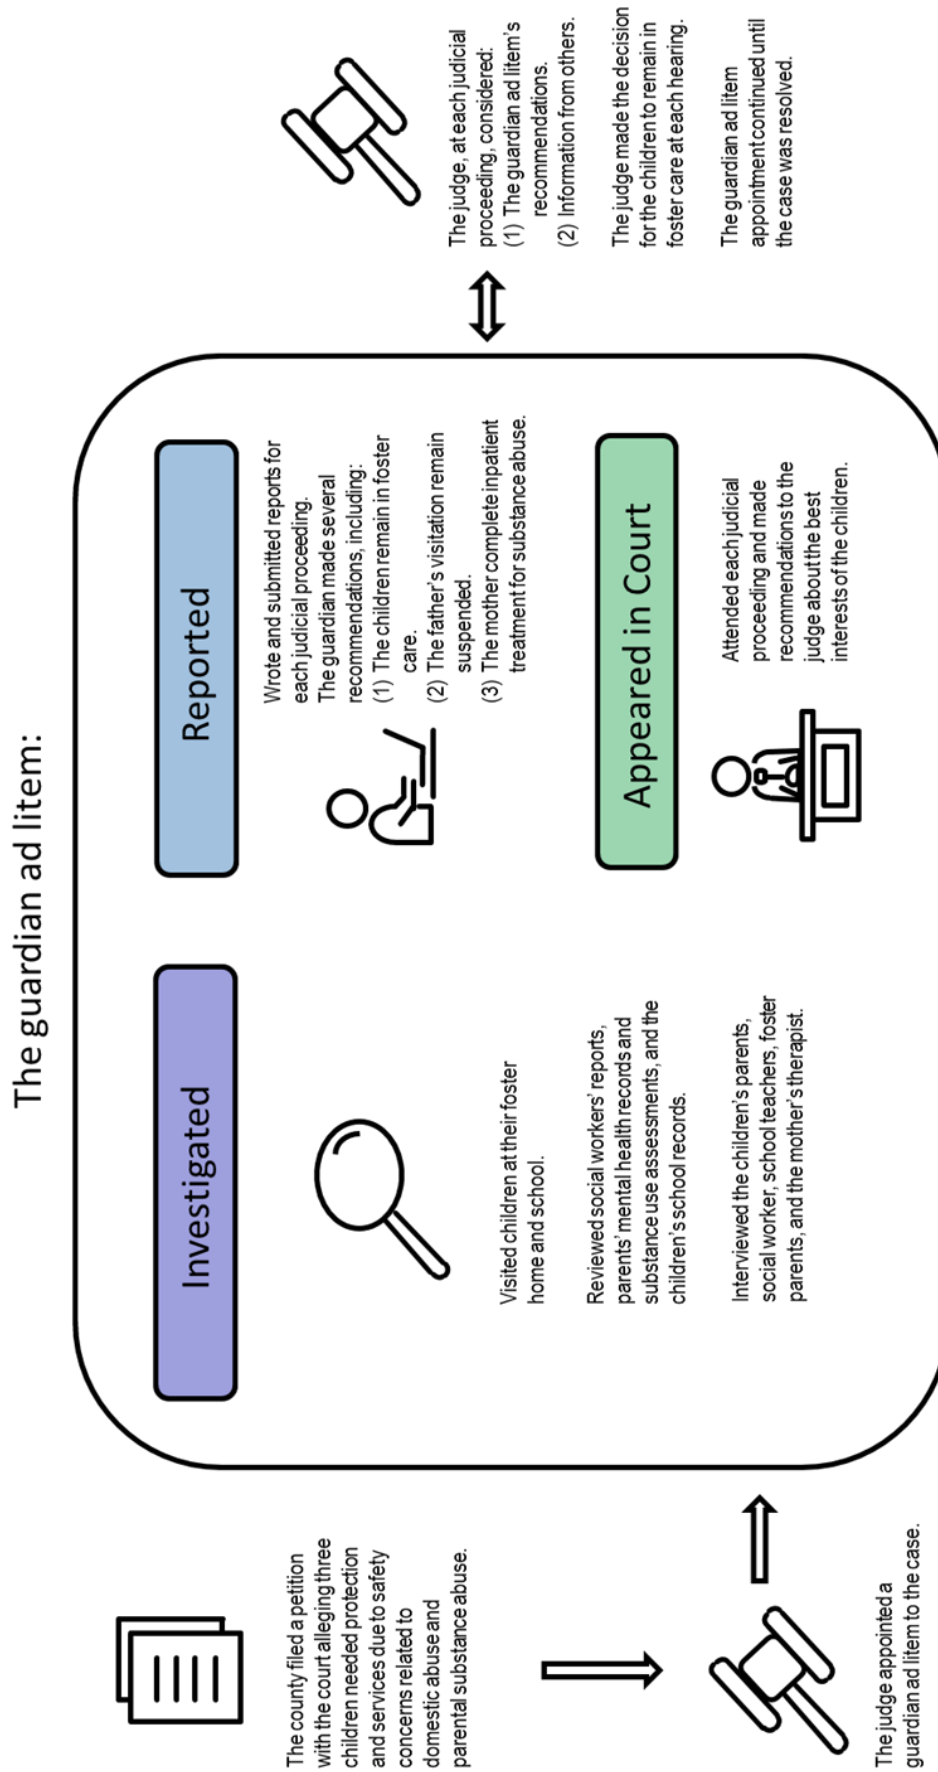 The guardian ad litem:
The county filed a petition
with the court alleging three
children needed protection
and services due to safety
concerns related to
domestic abuse and
parental substance abuse.
The judge appointed a
guardian ad litem to the case.
Investigated
Visited children at their foster
home and school.
Reviewed social workers' reports,
parents' mental health records and
substance use assessments, and the
children's school records.
Interviewed the children's parents,
social worker, school teachers, foster
parents, and the mother's therapist.
Reported
Wrote and submitted reports for
each judicial proceeding.
The guardian made several
recommendations, including:
(1) The children remain in foster
care.
(2) The father's visitation remain
suspended.
(3) The mother complete inpatient
treatment for substance abuse.
Appeared in Court
Attended each judicial
proceeding and made
recommendations to the
judge about the best
interests of the children.
The judge, at each judicial
proceeding, considered:
(1) The guardian ad litem's
recommendations.
(2) Information from others.
The judge made the decision
for the children to remain in
foster care at each hearing.
The guardian ad litem
appointment continued until
the case was resolved.